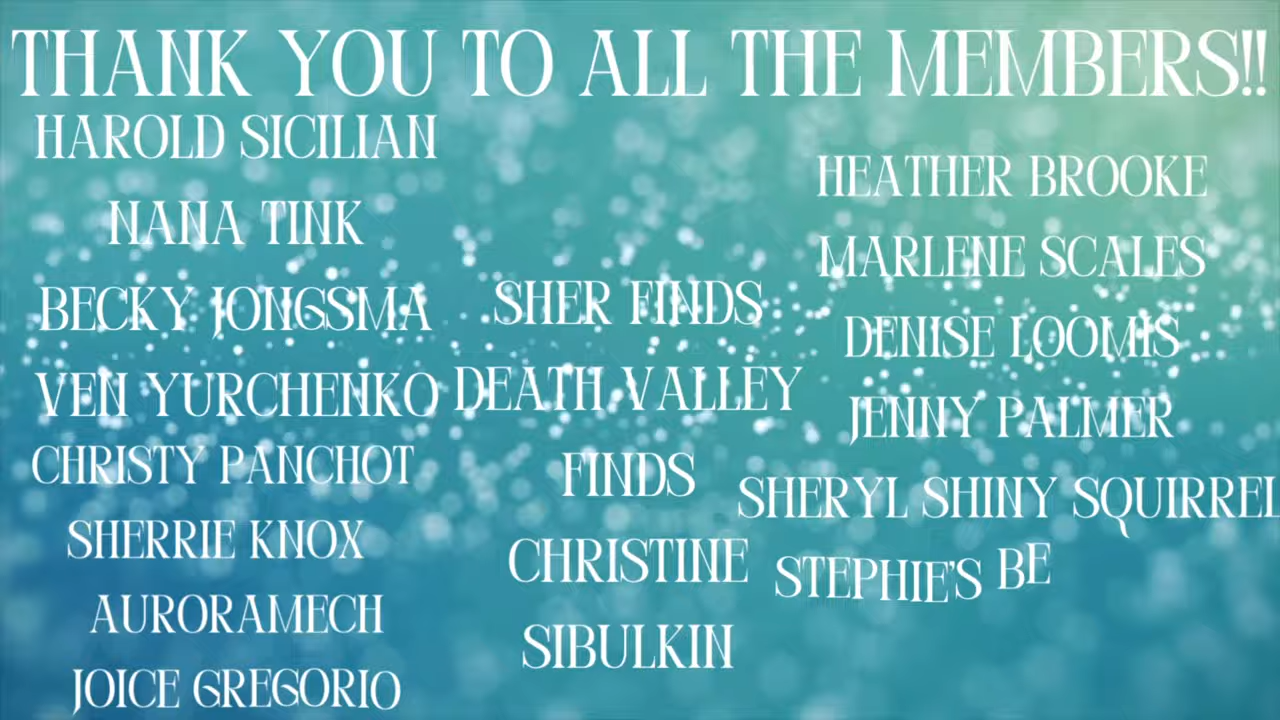 THANK YOU TO ALL THE MEMBERS!!
HAROLD SICILIAN
NANA TINK
BECKY JONGSMA
VEN YURCHENKO
CHRISTY PANCHOT
SHERRIE KNOX
AURORAMECH
JOICE GREGORIO
SHER FINDS
DEATH VALLEY
FINDS
CHRISTINE
SIBULKIN
HEATHER BROOKE
MARLENE SCALES
DENISE LOOMIS
JENNY PALMER
SHERYL SHINY SQUIRREL
STEPHIE'S BE